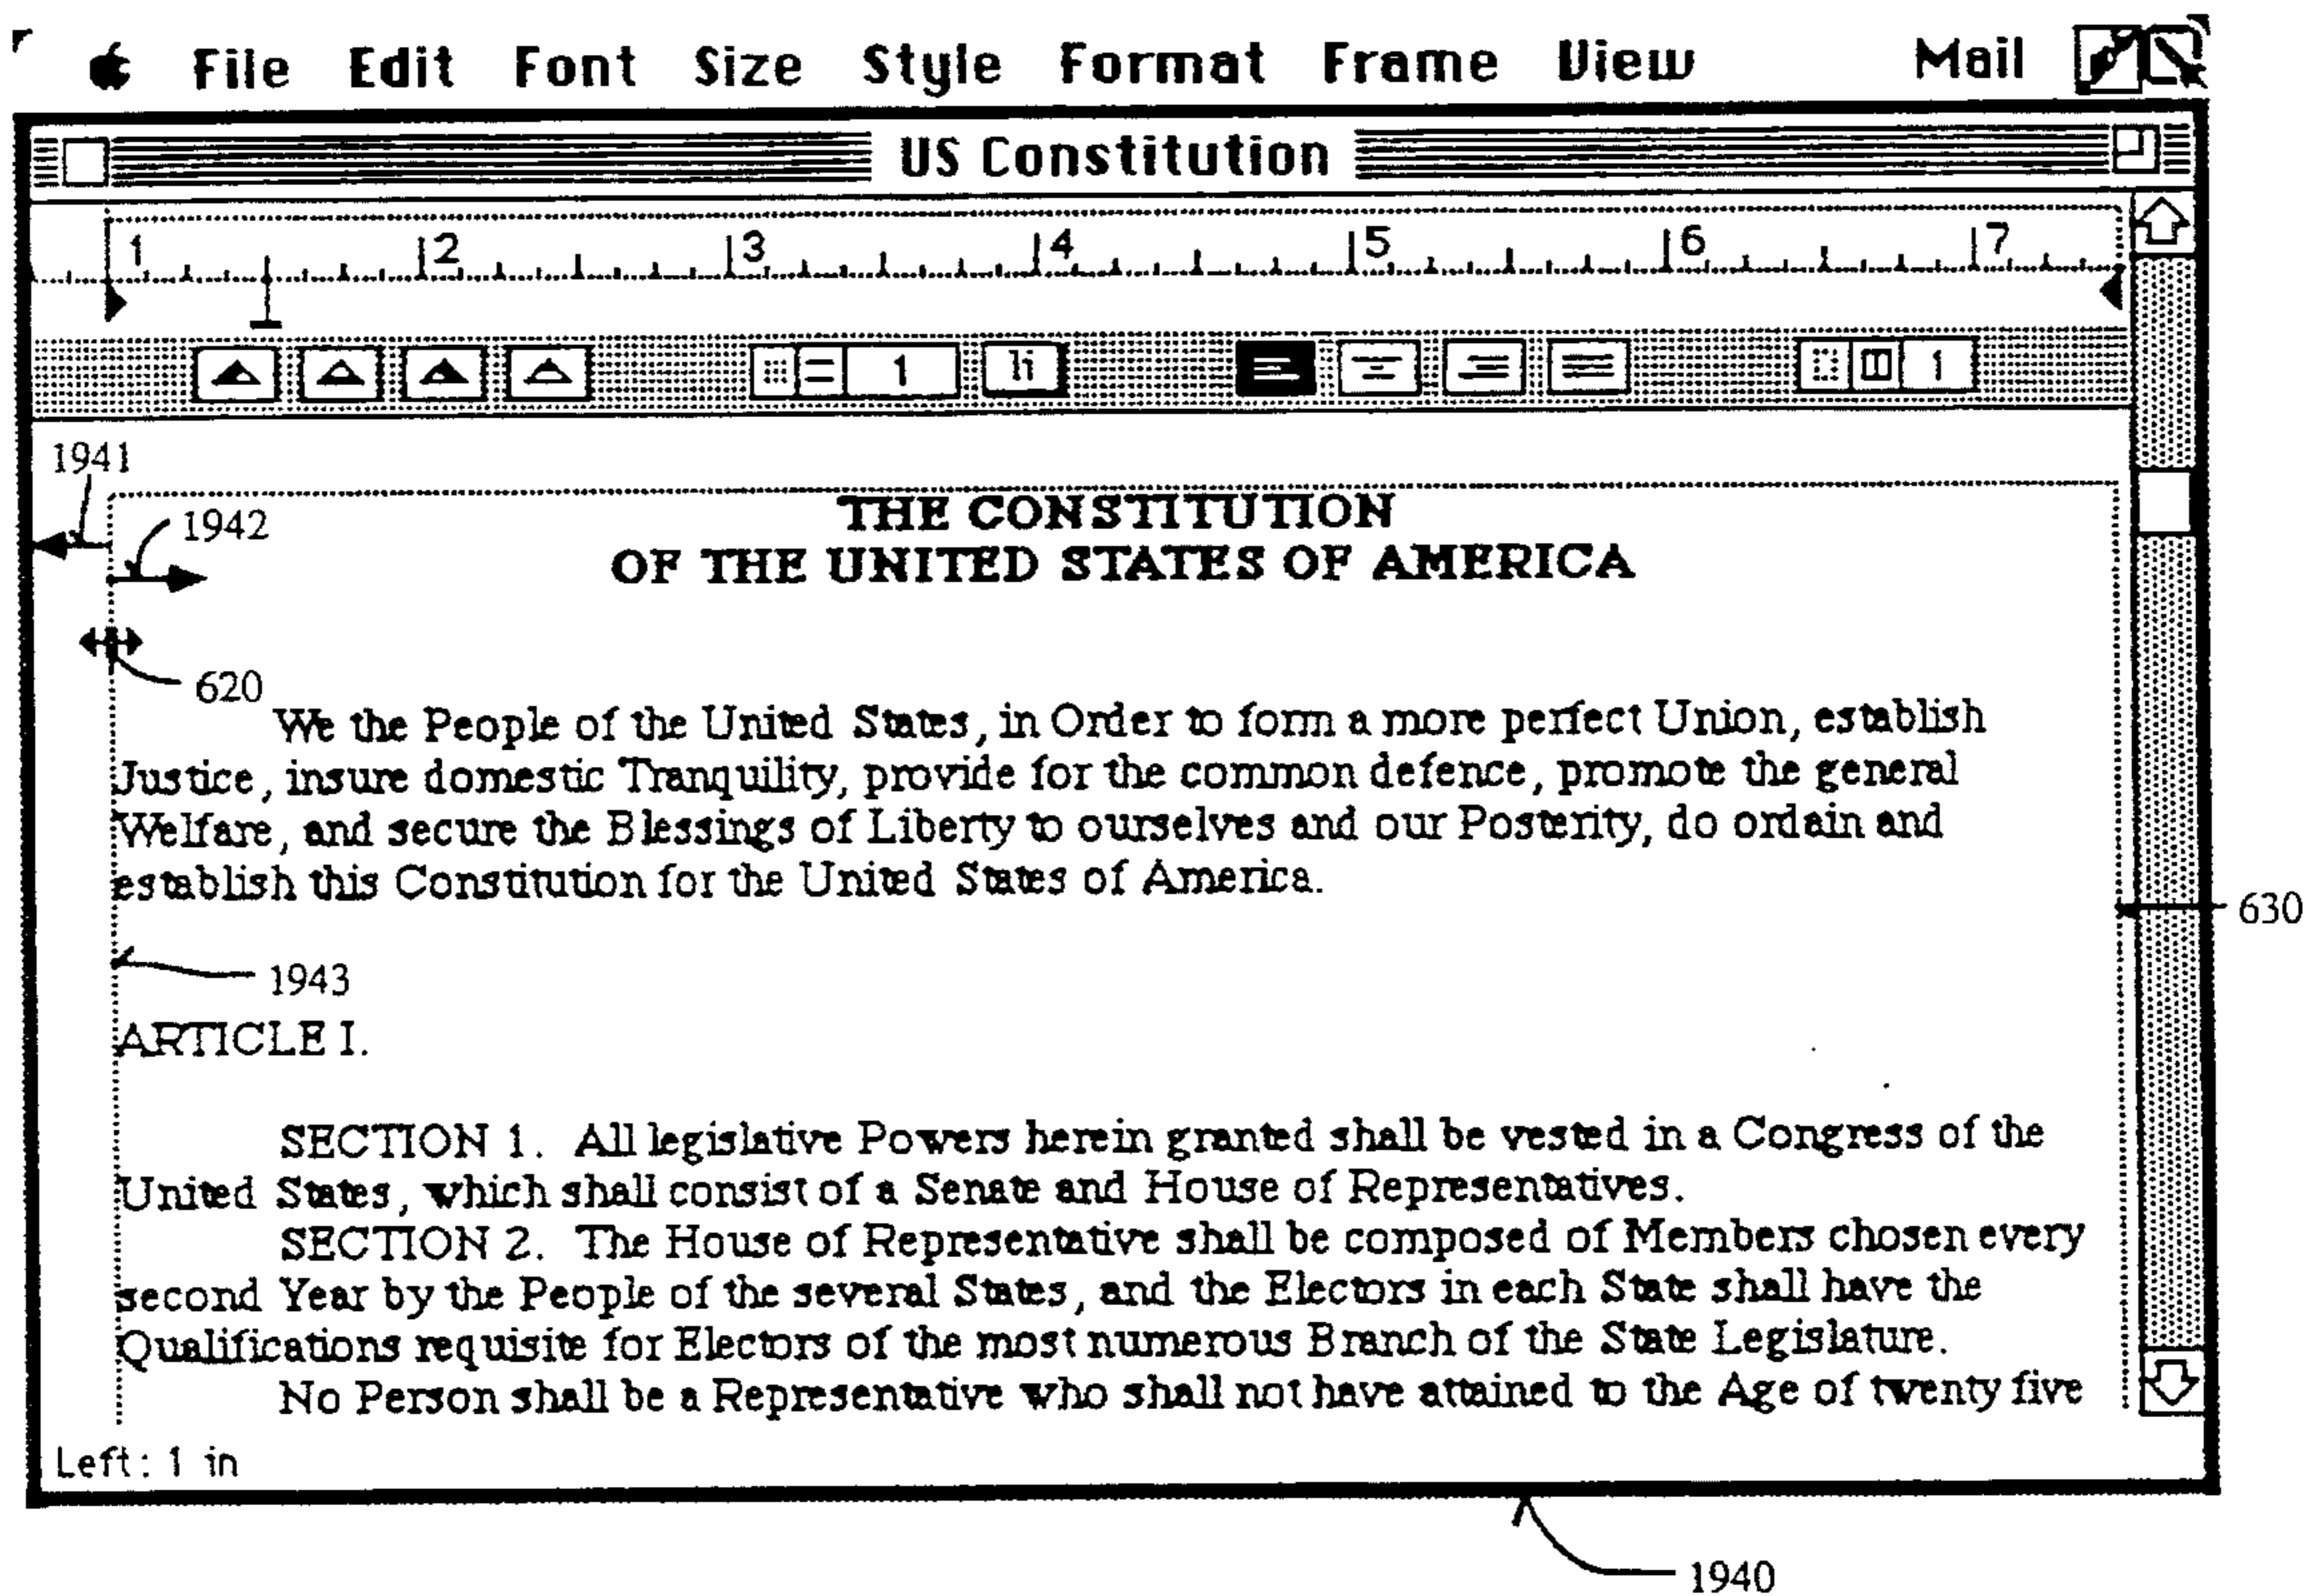 File Edit Font Size Style Format Frame View Mail
US Constitution
1 2 3 4 5 6 7
1 li 1
1941
1942
THE CONSTITUTION
OF THE UNITED STATES OF AMERICA
620
We the People of the United States, in Order to form a more perfect Union, establish
Justice, insure domestic Tranquility, provide for the common defence, promote the general
Welfare, and secure the Blessings of Liberty to ourselves and our Posterity, do ordain and
establish this Constitution for the United States of America.
630
1943
ARTICLE I.
SECTION 1. All legislative Powers herein granted shall be vested in a Congress of the
United States, which shall consist of a Senate and House of Representatives.
SECTION 2. The House of Representative shall be composed of Members chosen every
second Year by the People of the several States, and the Electors in each State shall have the
Qualifications requisite for Electors of the most numerous Branch of the State Legislature.
No Person shall be a Representative who shall not have attained to the Age of twenty five
Left: 1 in
1940